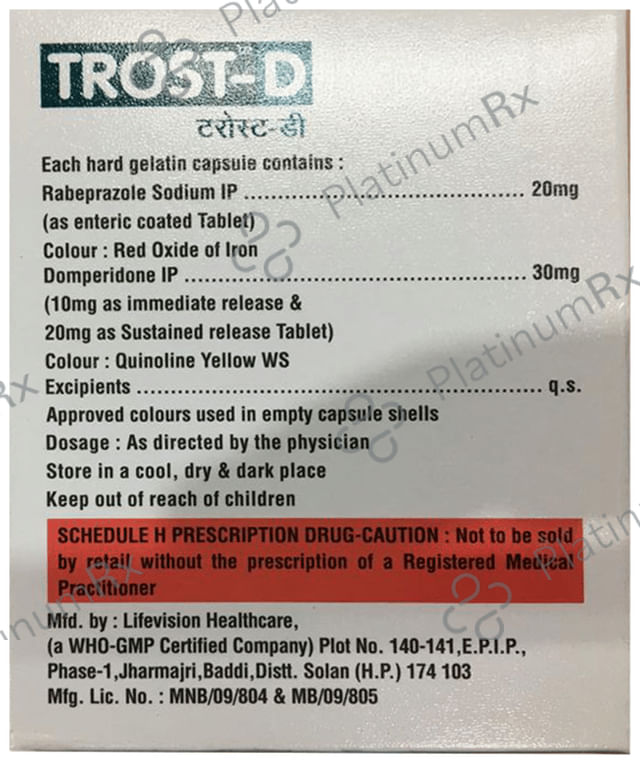 TROST-D
टरोस्ट-डी
Each hard gelatin capsule contains :
Rabeprazole Sodium IP ............................................ 20mg
(as enteric coated Tablet)
Colour : Red Oxide of Iron
Domperidone IP ...................................................... 30mg
(10mg as immediate release &
20mg as Sustained release Tablet)
Colour : Quinoline Yellow WS
Excipients ................................................................ q.s.
Approved colours used in empty capsule shells
Dosage : As directed by the physician
Store in a cool, dry & dark place
Keep out of reach of children
SCHEDULE H PRESCRIPTION DRUG-CAUTION : Not to be sold
by retail without the prescription of a Registered Medical
Practitioner
Mfd. by : Lifevision Healthcare,
(a WHO-GMP Certified Company) Plot No. 140-141,E.P.I.P.,
Phase-1,Jharmajri,Baddi,Distt. Solan (H.P.) 174 103
Mfg. Lic. No. : MNB/09/804 & MB/09/805
PlatinumRx
PlatinumRx